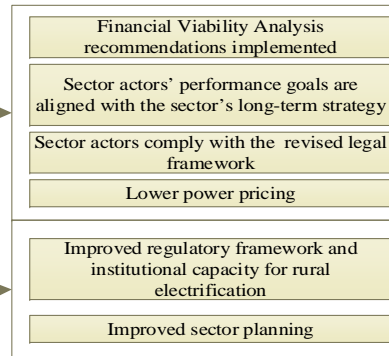 Financial Viability Analysis
recommendations implemented
Sector actors’ performance goals are
aligned with the sector’s long-term strategy
Sector actors comply with the revised legal
framework
Lower power pricing
Improved regulatory framework and
institutional capacity for rural
electrification
Improved sector planning